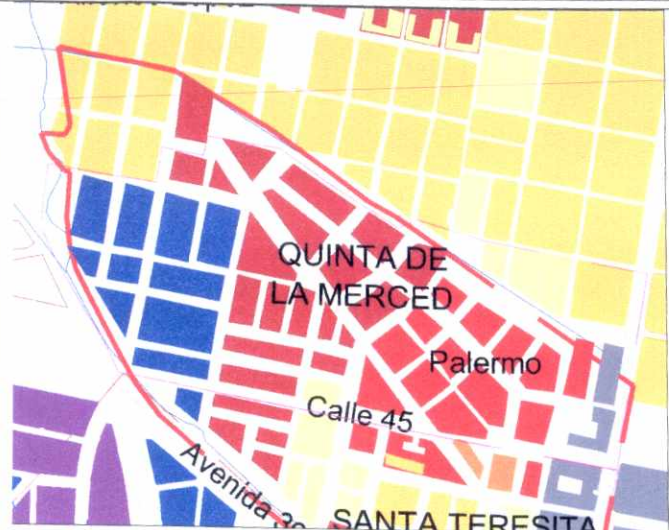 QUINTA DE
LA MERCED
Palermo
Calle 45
Avenida
SANTA TERESITA